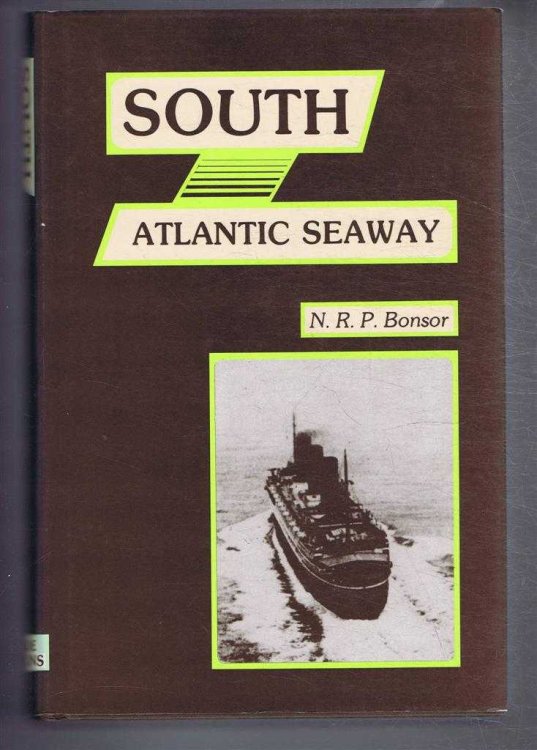 SOUTH
ATLANTIC SEAWAY
N. R. P. Bonsor